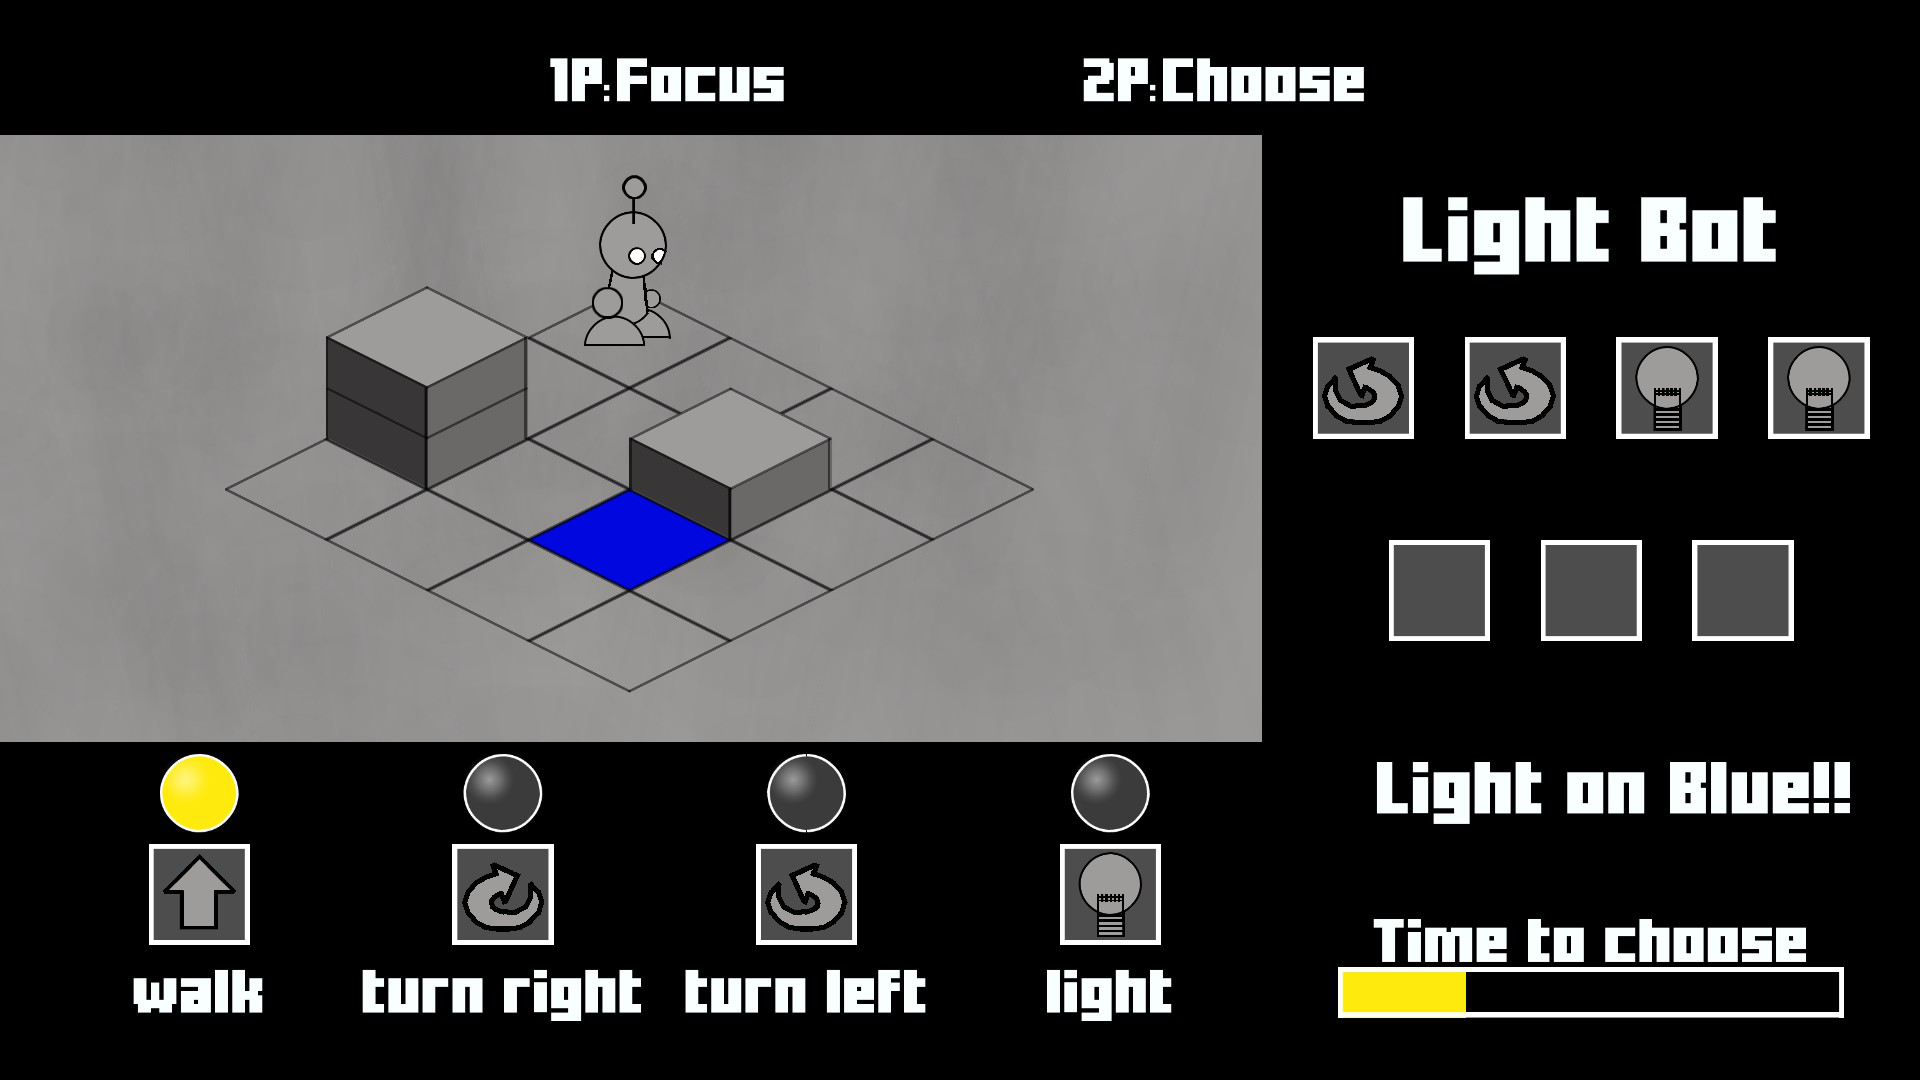 1P:Focus
2P:Choose
Light Bot
Light on Blue!!
walk
turn right
turn left
light
Time to choose